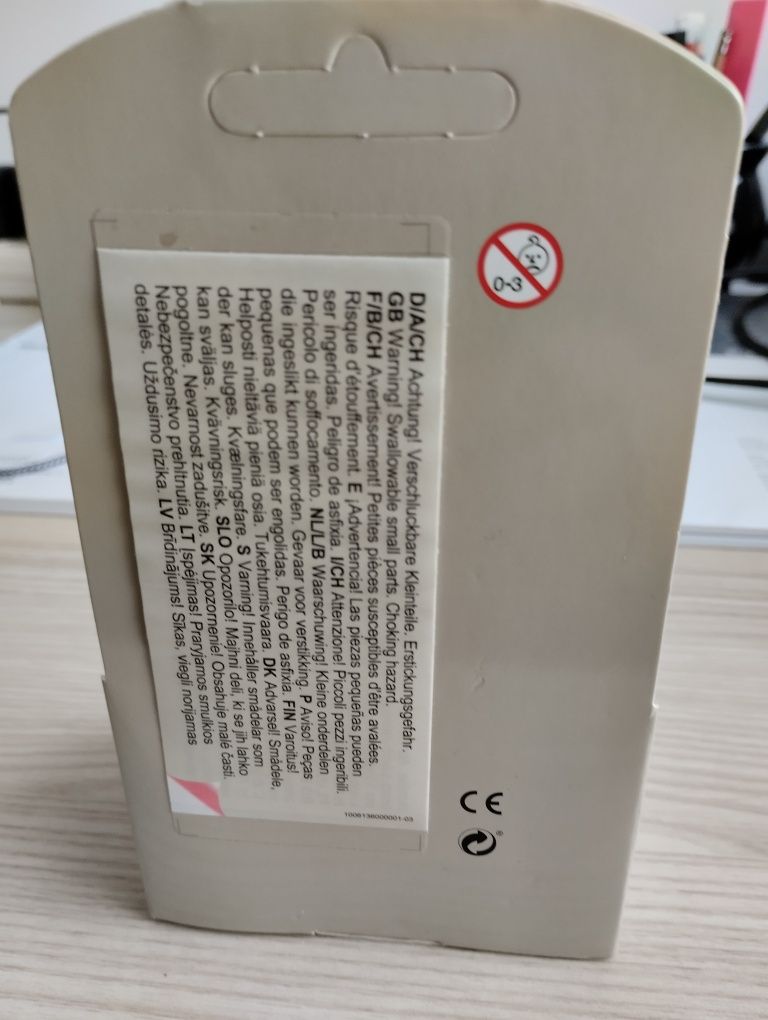 D/A/CH Achtung! Verschluckbare Kleinteile. Erstickungsgefahr.
GB Warning! Swallowable small parts. Choking hazard.
F/B/CH Avertissement! Petites pièces susceptibles d'être avalées.
Risque d'étouffement. E ¡Advertencia! Las piezas pequeñas pueden
ser ingeridas. Peligro de asfixia. I/CH Attenzione! Piccoli pezzi ingeribili.
Pericolo di soffocamento. NL/L/B Waarschuwing! Kleine onderdelen
die ingeslikt kunnen worden. Gevaar voor verstikking. P Aviso! Peças
pequenas que podem ser engolidas. Perigo de asfixia. FIN Varoitus!
Helposti nieltäviä pieniä osia. Tukehtumisvaara. DK Advarsel! Smådele,
der kan sluges. Kvælningsfare. S Varning! Innehåller smådelar som
kan sväljas. Kvävningsrisk. SLO Opozorilo! Majhni deli, ki se jih lahko
pogoltne. Nevarnost zadušitve. SK Upozornenie! Obsahuje malé časti.
Nebezpečenstvo prehltnutia. LT Įspėjimas! Praryjamos smulkios
detalės. Uždusimo rizika. LV Brīdinājums! Sīkas, viegli norijamas
1006136000001-03
0-3
CE
®